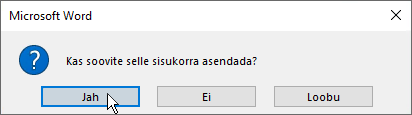 Microsoft Word
Kas soovite selle sisukorra asendada?
Jah Ei Loobu